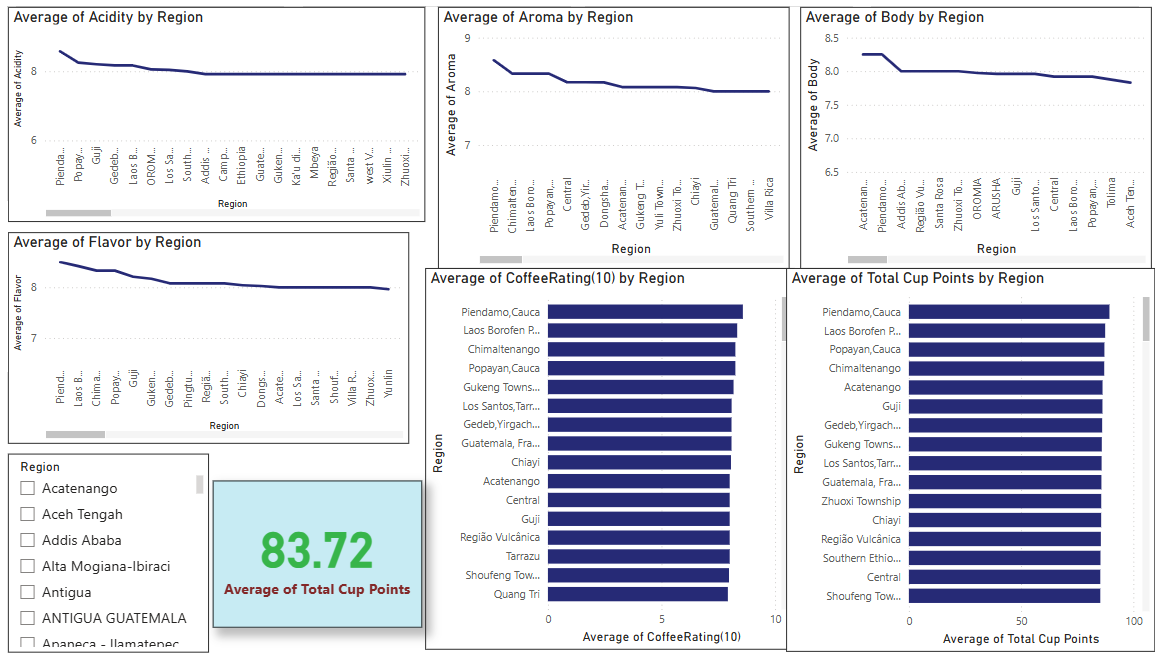 Average of Acidity by Region
Average of Acidity
8
6
Pienda...
Popay...
Guji
Gedeb...
Laos B...
OROM...
Los Sa...
South...
Addis ...
Camp...
Ethiopia
Guate...
Guken...
Ka'u di...
Mbeya
Região...
Santa ...
west V...
Xiulin ...
Zhuoxi...
Region
Average of Aroma by Region
Average of Aroma
9
8
7
Piendamo...
Chimalten...
Laos Boro...
Popayan,...
Central
Gedeb,Yir...
Dongsha...
Acatenan...
Gukeng T...
Yuli Town...
Zhuoxi To...
Chiayi
Guatemal...
Quang Tri
Southern ...
Villa Rica
Region
Average of Body by Region
Average of Body
8.5
8.0
7.5
7.0
6.5
Acatenan...
Piendamo...
Addis Ab...
Região Vu...
Santa Rosa
Zhuoxi To...
OROMIA
ARUSHA
Guji
Los Santo...
Central
Laos Boro...
Popayan,...
Tolima
Aceh Ten...
Region
Average of Flavor by Region
Average of Flavor
8
7
Piend...
Laos B...
Chima...
Popay...
Guji
Guken...
Gedeb...
Pingtu...
Regiã...
South...
Chiayi
Dongs...
Acate...
Los Sa...
Santa ...
Shouf...
Villa R...
Zhuox...
Yunlin
Region
Average of CoffeeRating(10) by Region
Region
Piendamo,Cauca
Laos Borofen P...
Chimaltenango
Popayan,Cauca
Gukeng Towns...
Los Santos,Tarr...
Gedeb,Yirgach...
Guatemala, Fra...
Chiayi
Acatenango
Central
Guji
Região Vulcânica
Tarrazu
Shoufeng Tow...
Quang Tri
0 5 10
Average of CoffeeRating(10)
Average of Total Cup Points by Region
Region
Piendamo,Cauca
Laos Borofen P...
Popayan,Cauca
Chimaltenango
Acatenango
Guji
Gedeb,Yirgach...
Gukeng Towns...
Los Santos,Tarr...
Guatemala, Fra...
Zhuoxi Township
Chiayi
Região Vulcânica
Southern Ethio...
Central
Shoufeng Tow...
0 50 100
Average of Total Cup Points
Region
Acatenango
Aceh Tengah
Addis Ababa
Alta Mogiana-Ibiraci
Antigua
ANTIGUA GUATEMALA
Apaneca - Ilamatepec
83.72
Average of Total Cup Points